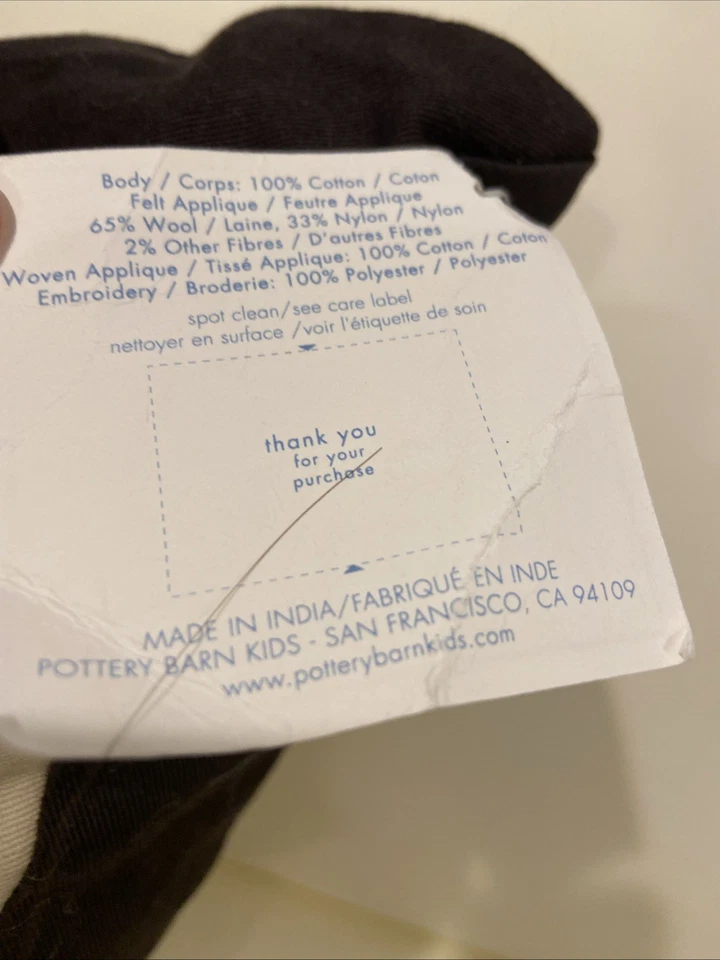 Body / Corps: 100% Cotton / Coton
Felt Applique / Feutre Applique
65% Wool / Laine, 33% Nylon / Nylon
2% Other Fibres / D'autres Fibres
Woven Applique / Tissé Applique: 100% Cotton / Coton
Embroidery / Broderie: 100% Polyester / Polyester
spot clean/see care label
nettoyer en surface /voir l'étiquette de soin
thank you
for your
purchase
MADE IN INDIA/FABRIQUÉ EN INDE
POTTERY BARN KIDS - SAN FRANCISCO, CA 94109
www.potterybarnkids.com